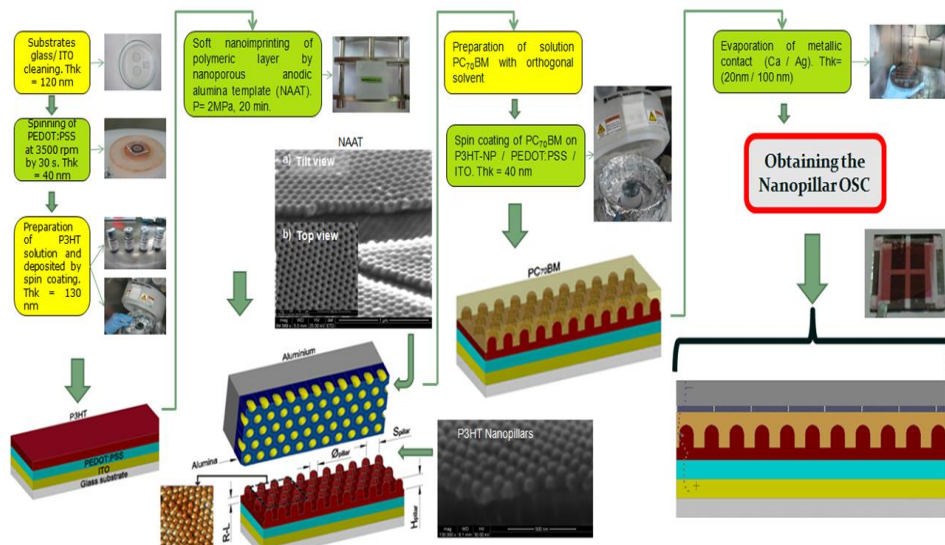 Substrates
glass/ ITO
cleaning. Thk
= 120 nm
Spinning of
PEDOT:PSS
at 3500 rpm
by 30 s. Thk
= 40 nm
Preparation
of P3HT
solution and
deposited by
spin coating.
Thk = 130
nm
P3HT
PEDOT:PSS
ITO
Glass substrate
Soft nanoimprinting of
polymeric layer by
nanoporous anodic
alumina template (NAAT).
P= 2MPa, 20 min.
NAAT
a) Tilt view
b) Top view
Aluminium
Alumina
Øpillar
Spillar
Hpillar
R-L
P3HT Nanopillars
Preparation of solution
PC70BM with orthogonal
solvent
Spin coating of PC70BM on
P3HT-NP / PEDOT:PSS /
ITO. Thk = 40 nm
PC70BM
Evaporation of metallic
contact (Ca / Ag). Thk=
(20nm / 100 nm)
Obtaining the
Nanopillar OSC